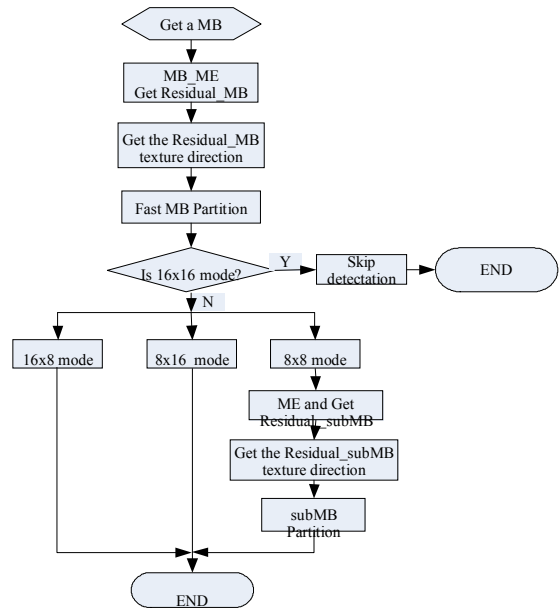 Get a MB
MB_ME
Get Residual_MB
Get the Residual_MB
texture direction
Fast MB Partition
Is 16x16 mode?
Y
Skip
detectation
END
N
16x8 mode
8x16 mode
8x8 mode
ME and Get
Residual_subMB
Get the Residual_subMB
texture direction
subMB
Partition
END